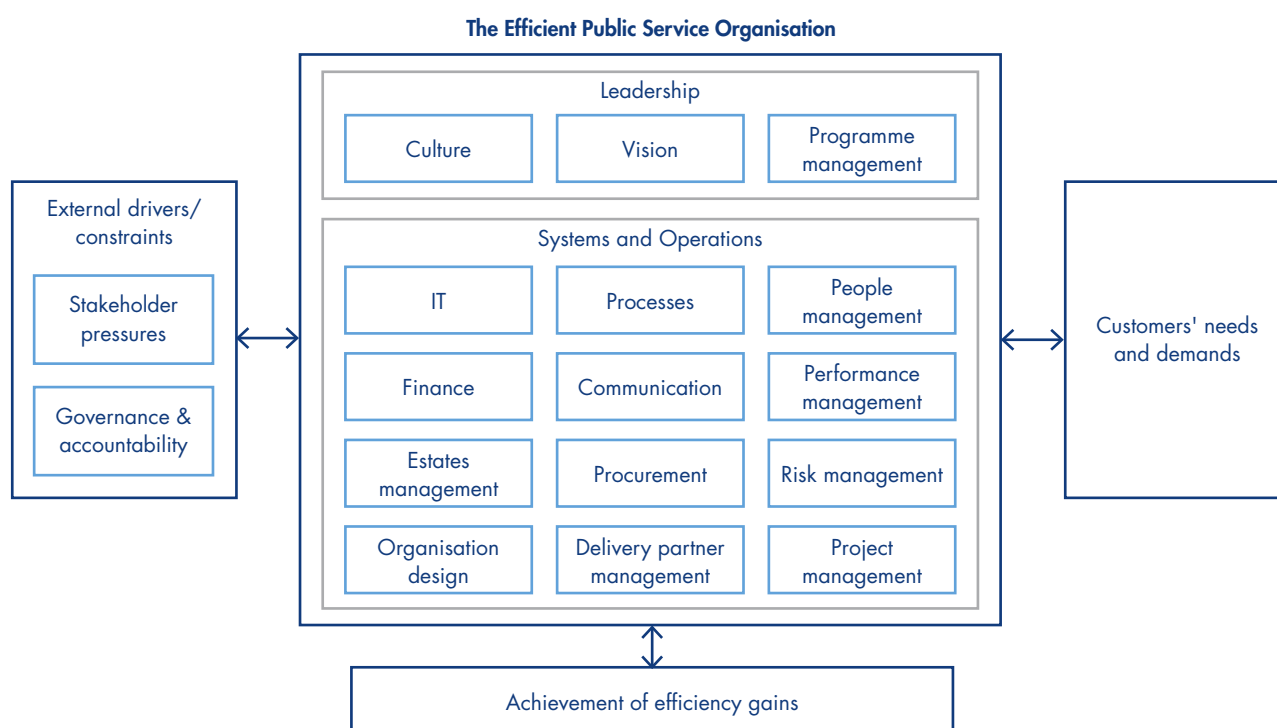 The Efficient Public Service Organisation
Leadership
Culture
Vision
Programme
management
External drivers/
constraints
Stakeholder
pressures
Governance &
accountability
Systems and Operations
IT
Processes
People
management
Finance
Communication
Performance
management
Estates
management
Procurement
Risk management
Organisation
design
Delivery partner
management
Project
management
Customers' needs
and demands
Achievement of efficiency gains